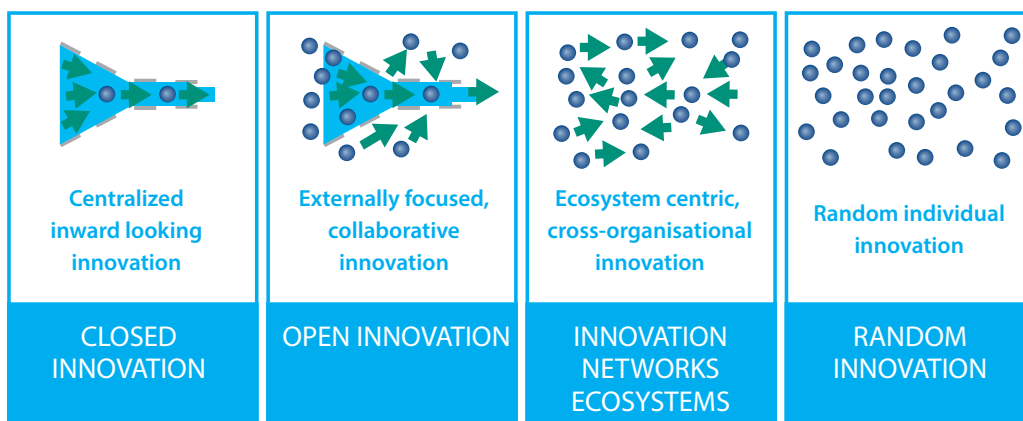 Centralized
inward looking
innovation
CLOSED
INNOVATION
Externally focused,
collaborative
innovation
OPEN INNOVATION
Ecosystem centric,
cross-organisational
innovation
INNOVATION
NETWORKS
ECOSYSTEMS
Random individual
innovation
RANDOM
INNOVATION